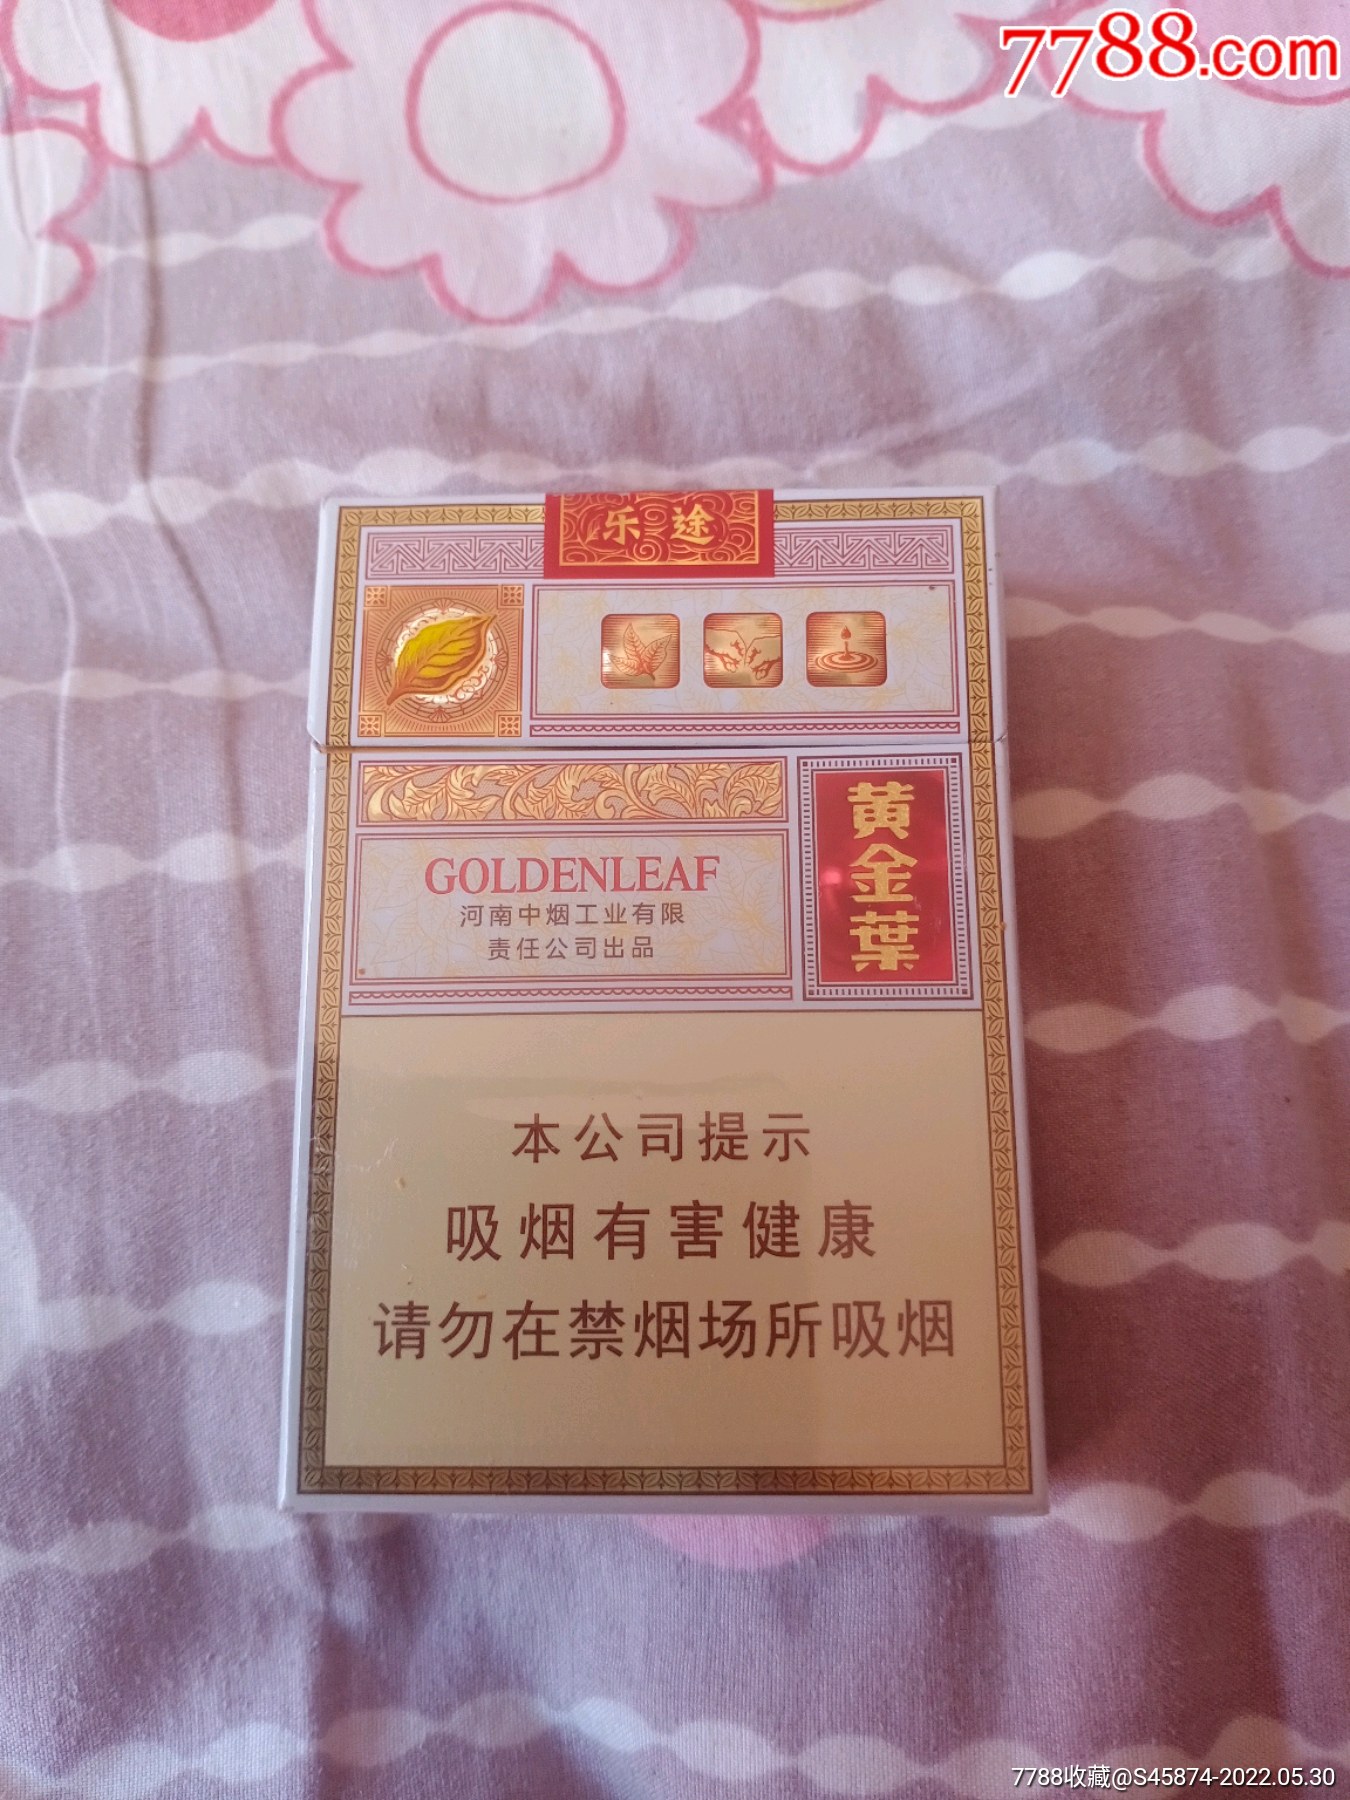 7788.com
乐途
黄金葉
GOLDENLEAF
河南中烟工业有限
责任公司出品
本公司提示
吸烟有害健康
请勿在禁烟场所吸烟
7788收藏@S45874-2022.05.30